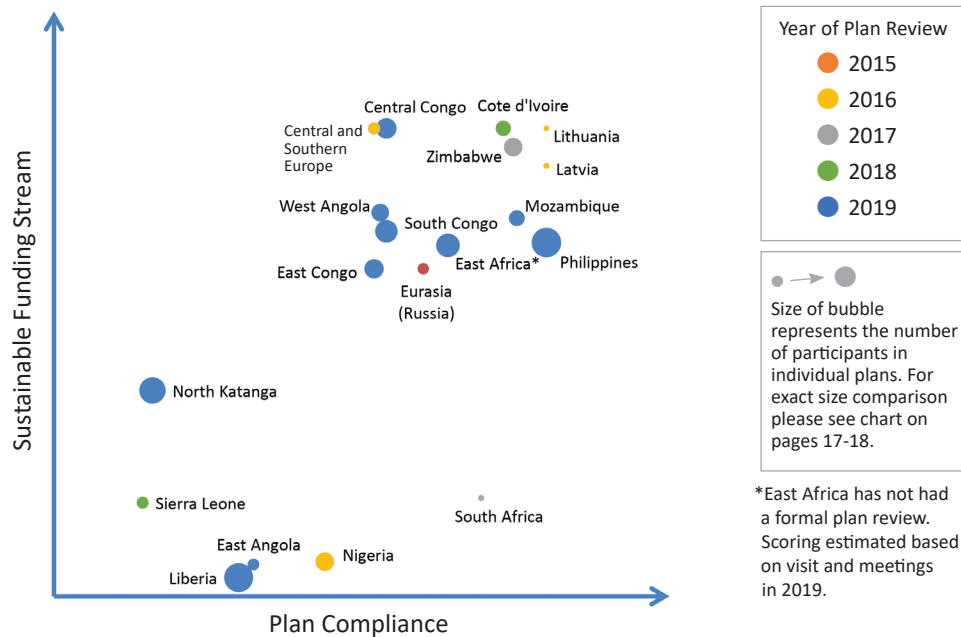 Sustainable Funding Stream
Central Congo
Cote d'Ivoire
Central and
Southern
Europe
Lithuania
Zimbabwe
Latvia
West Angola
South Congo
Mozambique
East Congo
East Africa*
Philippines
Eurasia
(Russia)
North Katanga
Sierra Leone
South Africa
East Angola
Nigeria
Liberia
Plan Compliance
Year of Plan Review
2015
2016
2017
2018
2019
Size of bubble
represents the number
of participants in
individual plans. For
exact size comparison
please see chart on
pages 17-18.
*East Africa has not had
a formal plan review.
Scoring estimated based
on visit and meetings
in 2019.